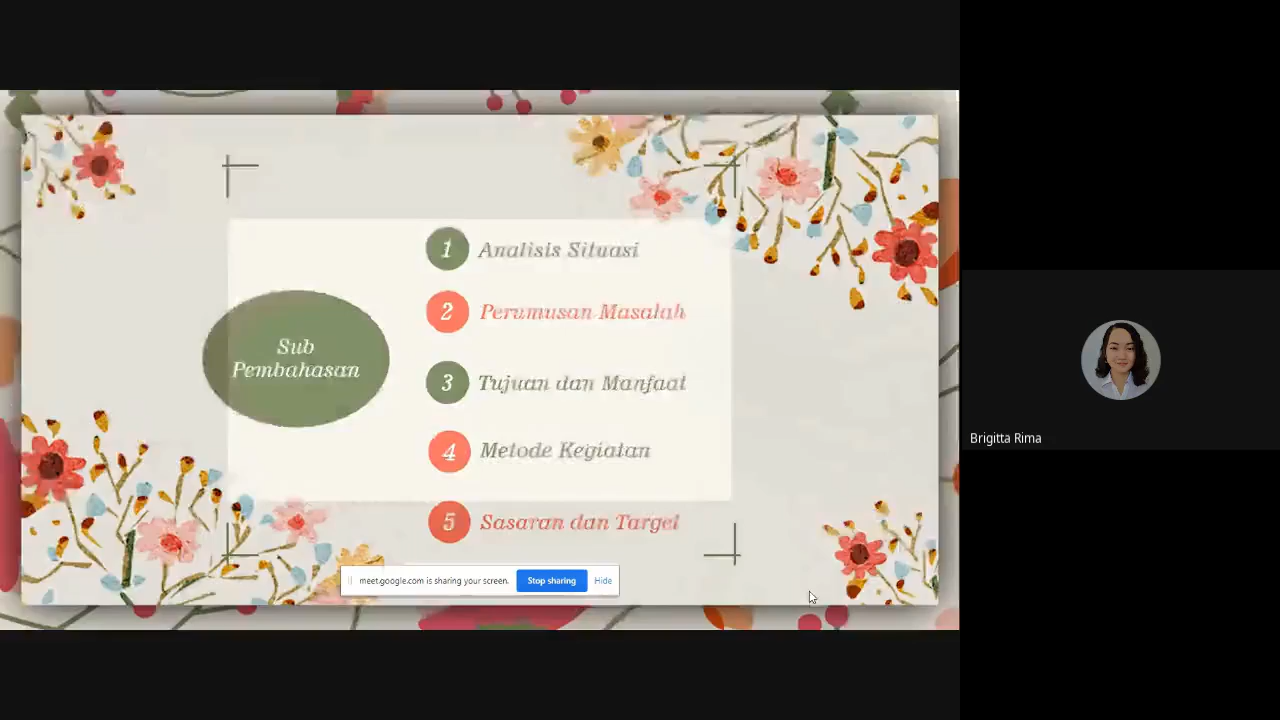 1 Analisis Situasi
2 Perumusan Masalah
Sub
Pembahasan
3 Tujuan dan Manfaat
4 Metode Kegiatan
5 Sasaran dan Target
meet.google.com is sharing your screen. Stop sharing Hide
Brigitta Rima